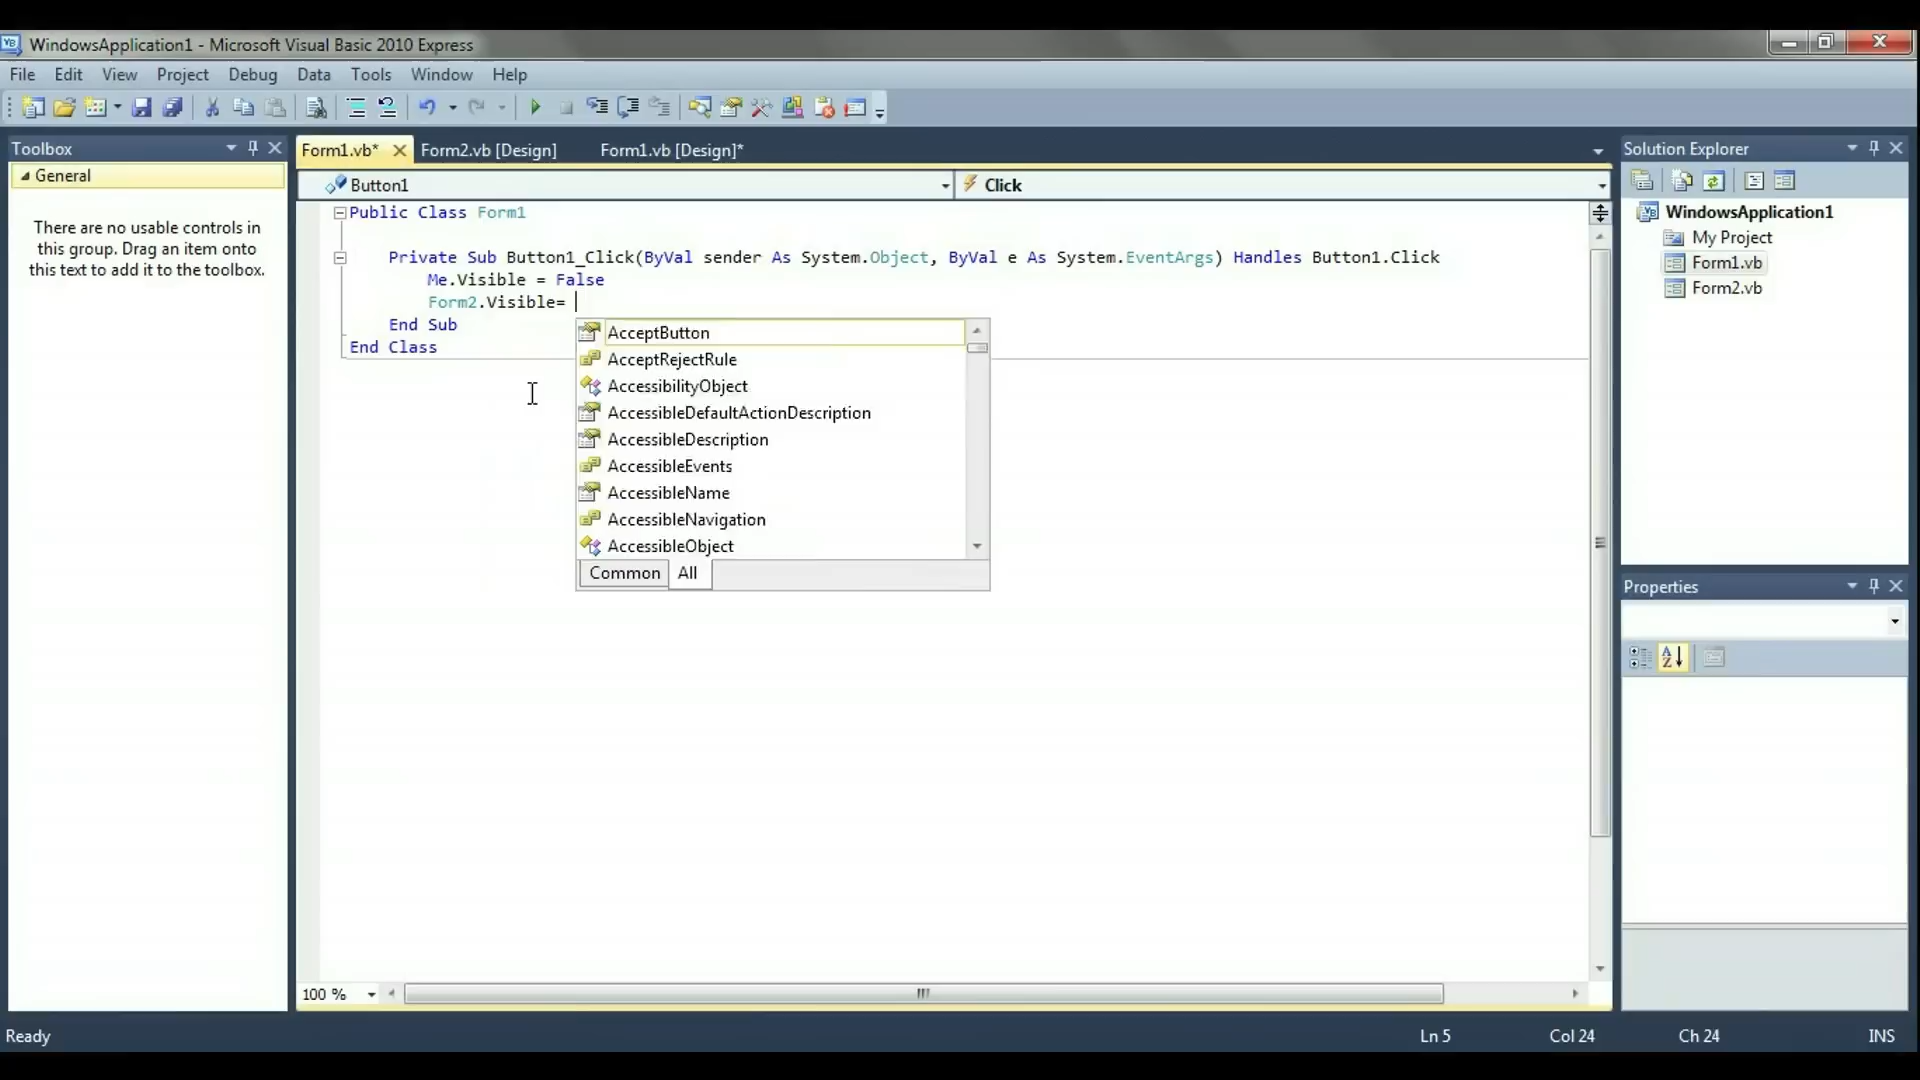 WindowsApplication1 - Microsoft Visual Basic 2010 Express
File Edit View Project Debug Data Tools Window Help
Toolbox
General
There are no usable controls in
this group. Drag an item onto
this text to add it to the toolbox.
Form1.vb* Form2.vb [Design] Form1.vb [Design]*
Button1 Click
Public Class Form1
Private Sub Button1_Click(ByVal sender As System.Object, ByVal e As System.EventArgs) Handles Button1.Click
Me.Visible = False
Form2.Visible=
End Sub
End Class
AcceptButton
AcceptRejectRule
AccessibilityObject
AccessibleDefaultActionDescription
AccessibleDescription
AccessibleEvents
AccessibleName
AccessibleNavigation
AccessibleObject
Common All
100 %
Solution Explorer
WindowsApplication1
My Project
Form1.vb
Form2.vb
Properties
Ready Ln 5 Col 24 Ch 24 INS